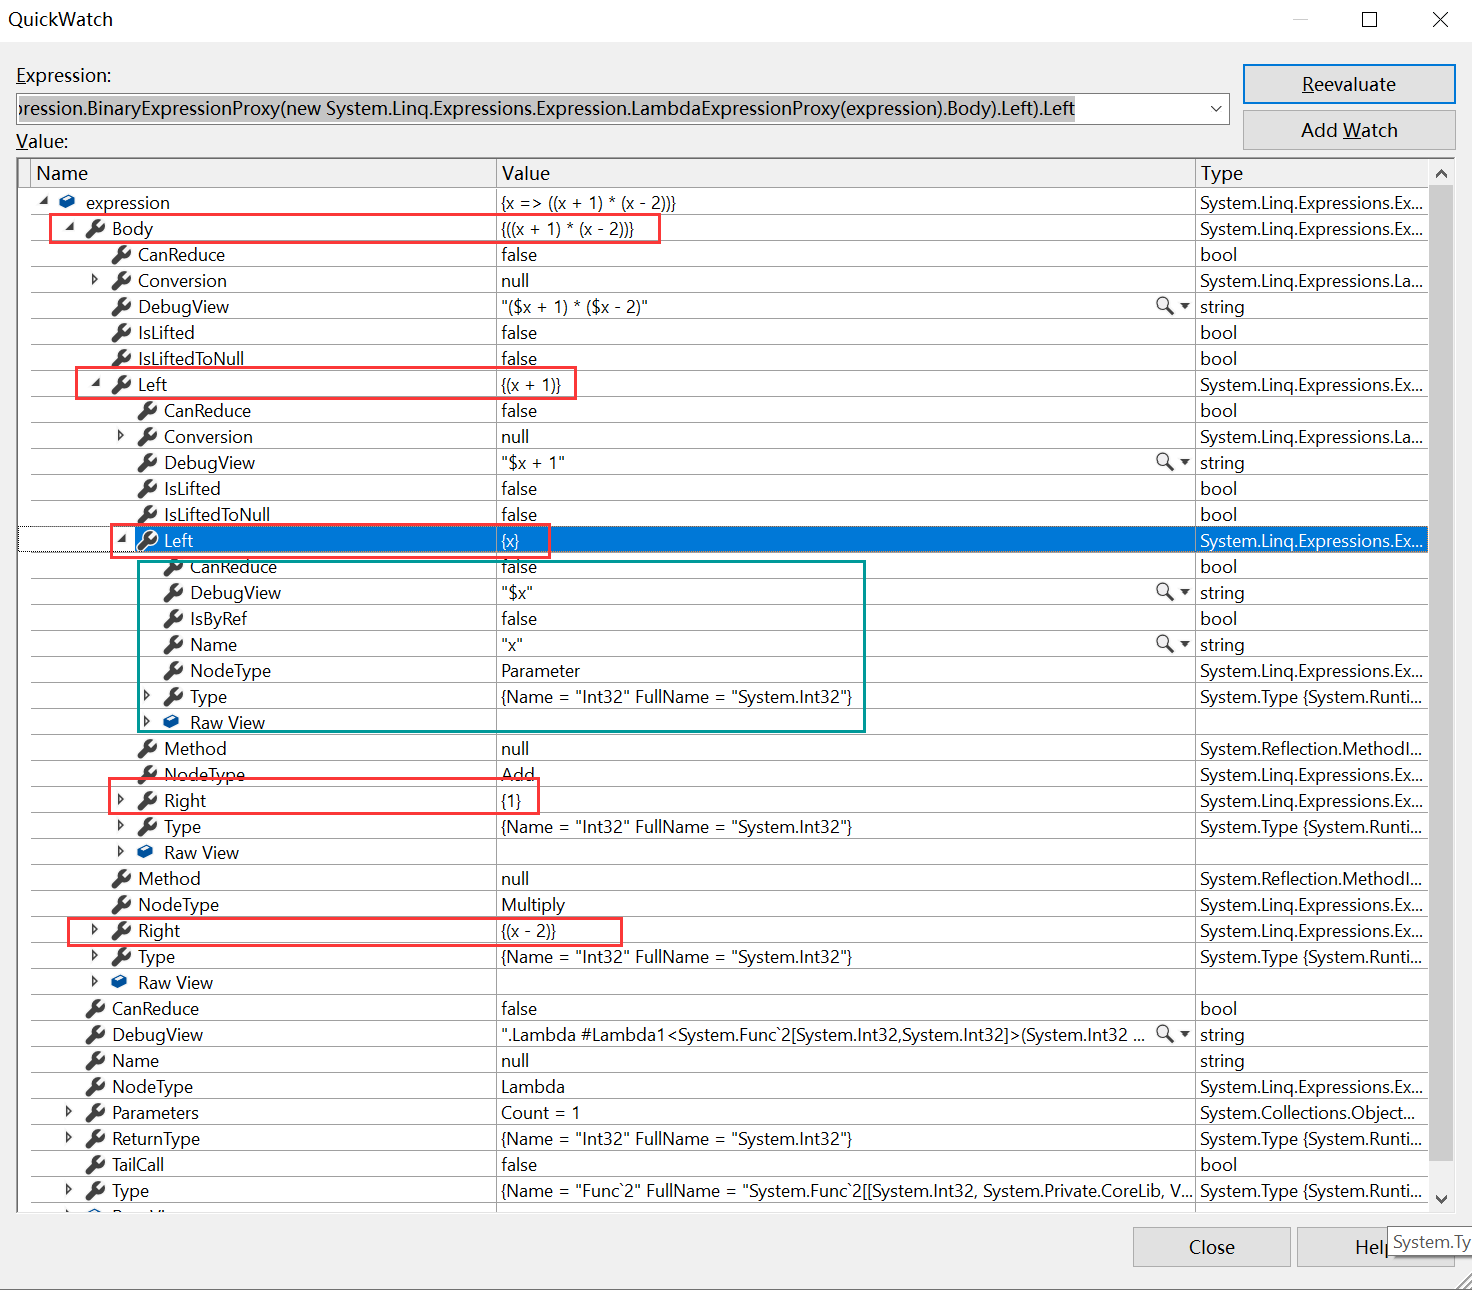 QuickWatch
Expression:
ression.BinaryExpressionProxy(new System.Linq.Expressions.Expression.LambdaExpressionProxy(expression).Body).Left).Left
Reevaluate
Add Watch
Value:
Name Value Type
expression {x => ((x + 1) * (x - 2))} System.Linq.Expressions.Ex...
Body {((x + 1) * (x - 2))} System.Linq.Expressions.Ex...
CanReduce false bool
Conversion null System.Linq.Expressions.La...
DebugView "($x + 1) * ($x - 2)" string
IsLifted false bool
IsLiftedToNull false bool
Left {(x + 1)} System.Linq.Expressions.Ex...
CanReduce false bool
Conversion null System.Linq.Expressions.La...
DebugView "$x + 1" string
IsLifted false bool
IsLiftedToNull false bool
Left {x} System.Linq.Expressions.Ex...
CanReduce false bool
DebugView "$x" string
IsByRef false bool
Name "x" string
NodeType Parameter System.Linq.Expressions.Ex...
Type {Name = "Int32" FullName = "System.Int32"} System.Type {System.Runti...
Raw View
Method null System.Reflection.MethodI...
NodeType Add System.Linq.Expressions.Ex...
Right {1} System.Linq.Expressions.Ex...
Type {Name = "Int32" FullName = "System.Int32"} System.Type {System.Runti...
Raw View
Method null System.Reflection.MethodI...
NodeType Multiply System.Linq.Expressions.Ex...
Right {(x - 2)} System.Linq.Expressions.Ex...
Type {Name = "Int32" FullName = "System.Int32"} System.Type {System.Runti...
Raw View
CanReduce false bool
DebugView ".Lambda #Lambda1<System.Func`2[System.Int32,System.Int32]>(System.Int32 ... string
Name null string
NodeType Lambda System.Linq.Expressions.Ex...
Parameters Count = 1 System.Collections.Object...
ReturnType {Name = "Int32" FullName = "System.Int32"} System.Type {System.Runti...
TailCall false bool
Type {Name = "Func`2" FullName = "System.Func`2[[System.Int32, System.Private.CoreLib, V... System.Type {System.Runti...
Close
Help
System.Ty